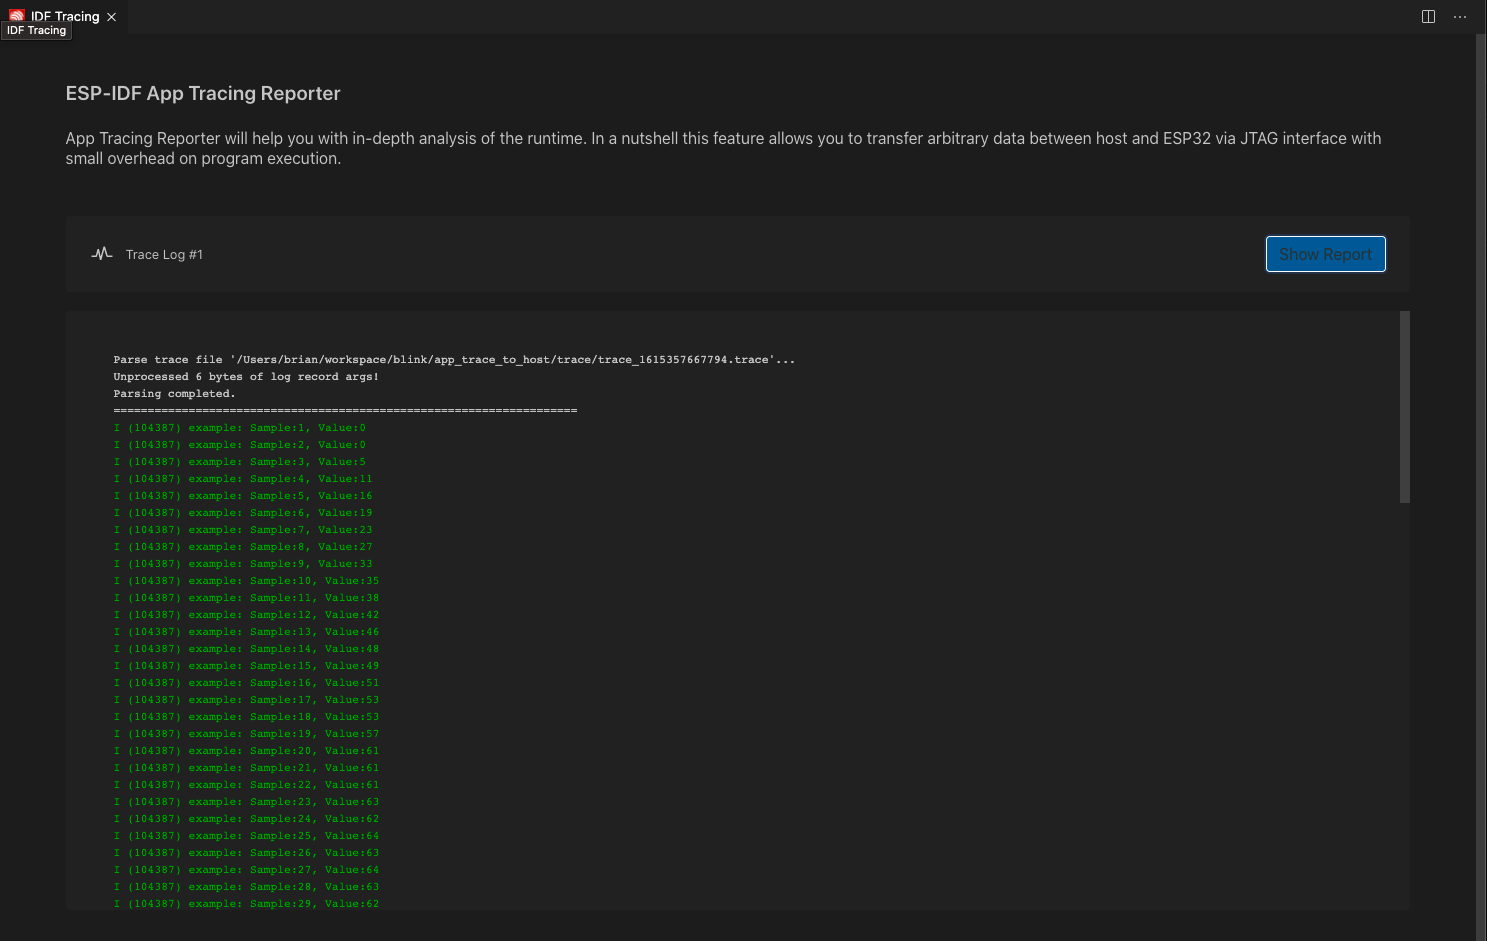 IDF Tracing
IDF Tracing
ESP-IDF App Tracing Reporter
App Tracing Reporter will help you with in-depth analysis of the runtime. In a nutshell this feature allows you to transfer arbitrary data between host and ESP32 via JTAG interface with
small overhead on program execution.
Trace Log #1
Show Report
Parse trace file '/Users/brian/workspace/blink/app_trace_to_host/trace/trace_1615357667794.trace'...
Unprocessed 6 bytes of log record args!
Parsing completed.
====================================================================
I (104387) example: Sample:1, Value:0
I (104387) example: Sample:2, Value:0
I (104387) example: Sample:3, Value:5
I (104387) example: Sample:4, Value:11
I (104387) example: Sample:5, Value:16
I (104387) example: Sample:6, Value:19
I (104387) example: Sample:7, Value:23
I (104387) example: Sample:8, Value:27
I (104387) example: Sample:9, Value:33
I (104387) example: Sample:10, Value:35
I (104387) example: Sample:11, Value:38
I (104387) example: Sample:12, Value:42
I (104387) example: Sample:13, Value:46
I (104387) example: Sample:14, Value:48
I (104387) example: Sample:15, Value:49
I (104387) example: Sample:16, Value:51
I (104387) example: Sample:17, Value:53
I (104387) example: Sample:18, Value:53
I (104387) example: Sample:19, Value:57
I (104387) example: Sample:20, Value:61
I (104387) example: Sample:21, Value:61
I (104387) example: Sample:22, Value:61
I (104387) example: Sample:23, Value:63
I (104387) example: Sample:24, Value:62
I (104387) example: Sample:25, Value:64
I (104387) example: Sample:26, Value:63
I (104387) example: Sample:27, Value:64
I (104387) example: Sample:28, Value:63
I (104387) example: Sample:29, Value:62